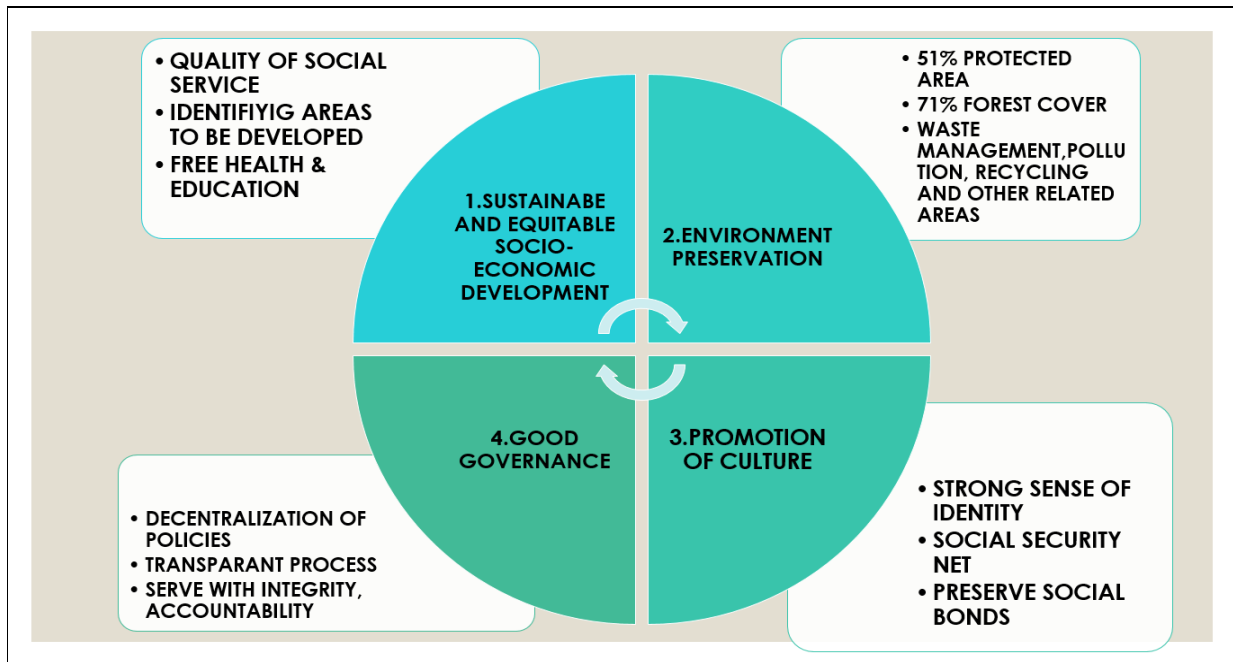 • QUALITY OF SOCIAL
SERVICE
• IDENTIFIYIG AREAS
TO BE DEVELOPED
• FREE HEALTH &
EDUCATION
1.SUSTAINABE
AND EQUITABLE
SOCIO-
ECONOMIC
DEVELOPMENT
• 51% PROTECTED
AREA
• 71% FOREST COVER
• WASTE
MANAGEMENT,POLLU
TION, RECYCLING
AND OTHER RELATED
AREAS
2.ENVIRONMENT
PRESERVATION
3.PROMOTION
OF CULTURE
• STRONG SENSE OF
IDENTITY
• SOCIAL SECURITY
NET
• PRESERVE SOCIAL
BONDS
4.GOOD
GOVERNANCE
• DECENTRALIZATION OF
POLICIES
• TRANSPARANT PROCESS
• SERVE WITH INTEGRITY,
ACCOUNTABILITY